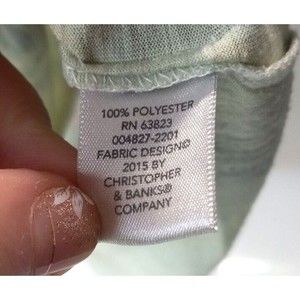 100% POLYESTER
RN 63823
004827-2201
FABRIC DESIGN©
2015 BY
CHRISTOPHER
& BANKS®
COMPANY